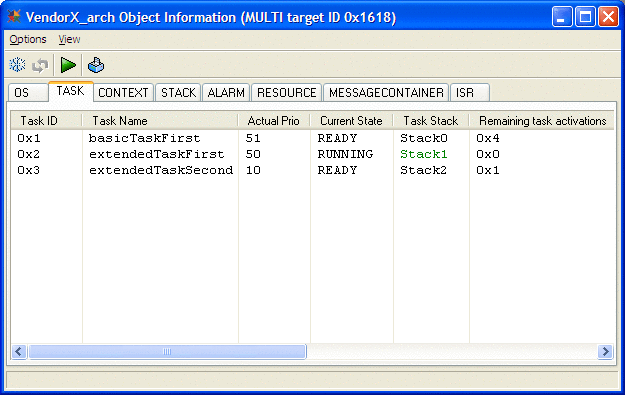 VendorX_arch Object Information (MULTI target ID 0x1618)
Options View
OS TASK CONTEXT STACK ALARM RESOURCE MESSAGECONTAINER ISR
Task ID Task Name Actual Prio Current State Task Stack Remaining task activations
0x1 basicTaskFirst 51 READY Stack0 0x4
0x2 extendedTaskFirst 50 RUNNING Stack1 0x0
0x3 extendedTaskSecond 10 READY Stack2 0x1